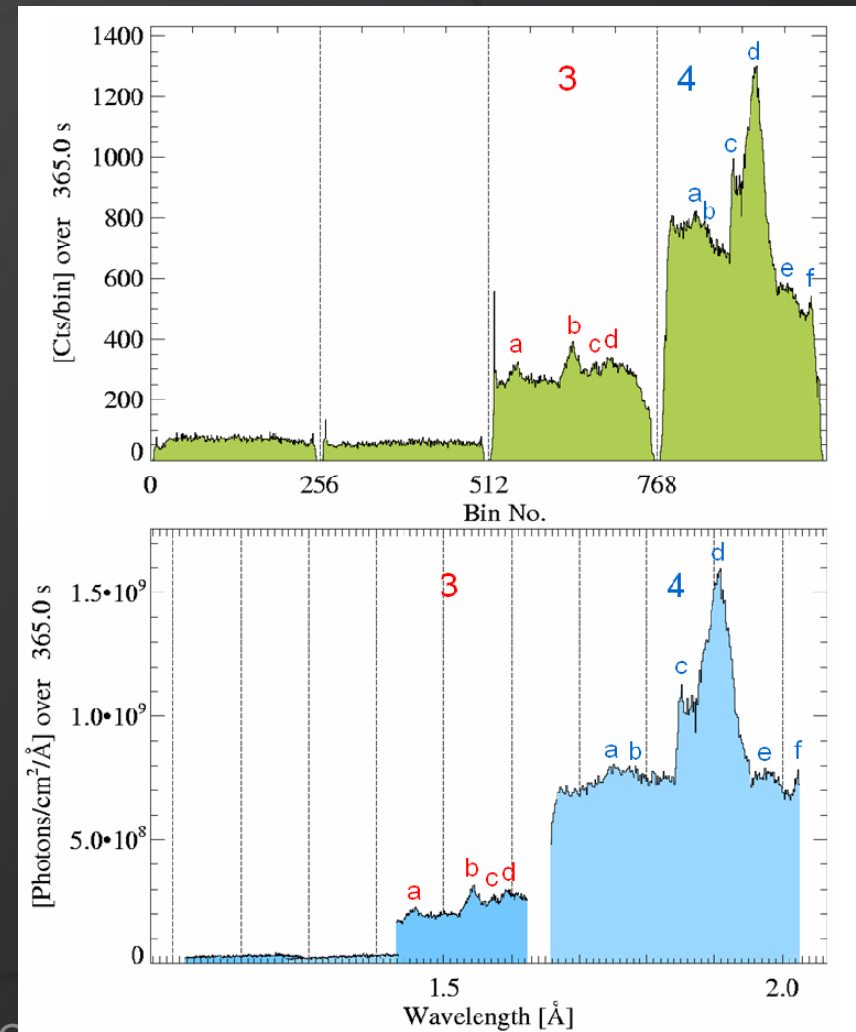 1400
1200
1000
800
600
400
200
0
[Cts/bin] over 365.0 s
3
4
a
b
c
d
a
b
c
d
e
f
0
256
512
768
Bin No.
1.5•10⁹
1.0•10⁹
5.0•10⁸
0
[Photons/cm²/Å] over 365.0 s
3
4
a
b
c
d
a
b
c
d
e
f
1.5
2.0
Wavelength [Å]